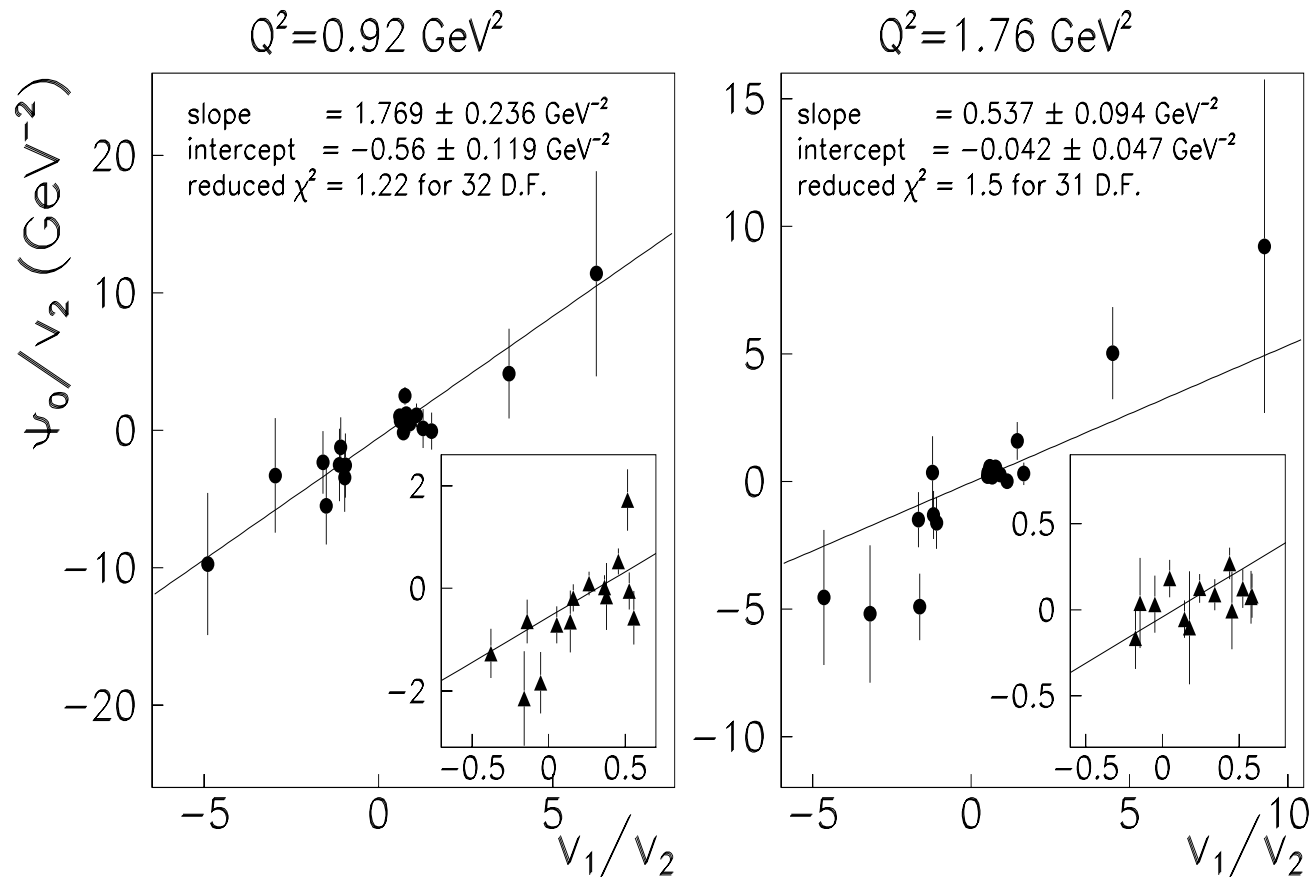 Q²=0.92 GeV²
slope = 1.769 ± 0.236 GeV⁻²
intercept = −0.56 ± 0.119 GeV⁻²
reduced χ² = 1.22 for 32 D.F.
ψ₀/v₂ (GeV⁻²)
20
10
0
−10
−20
2
0
−2
−0.5 0 0.5
−5 0 5
v₁/v₂
Q²=1.76 GeV²
slope = 0.537 ± 0.094 GeV⁻²
intercept = −0.042 ± 0.047 GeV⁻²
reduced χ² = 1.5 for 31 D.F.
15
10
5
0
−5
−10
0.5
0
−0.5
−0.5 0 0.5
−5 0 5 10
v₁/v₂